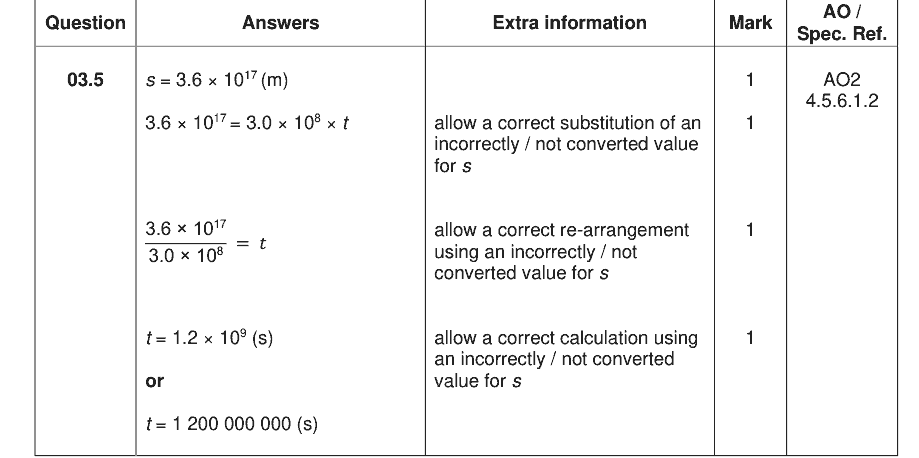 Question Answers Extra information Mark AO /
Spec. Ref.
03.5 s = 3.6 × 10¹⁷ (m) 1 AO2
4.5.6.1.2
3.6 × 10¹⁷ = 3.0 × 10⁸ × t allow a correct substitution of an 1
incorrectly / not converted value
for s
3.6 × 10¹⁷
3.0 × 10⁸
= t
allow a correct re-arrangement 1
using an incorrectly / not
converted value for s
t = 1.2 × 10⁹ (s) allow a correct calculation using 1
an incorrectly / not converted
or value for s
t = 1 200 000 000 (s)